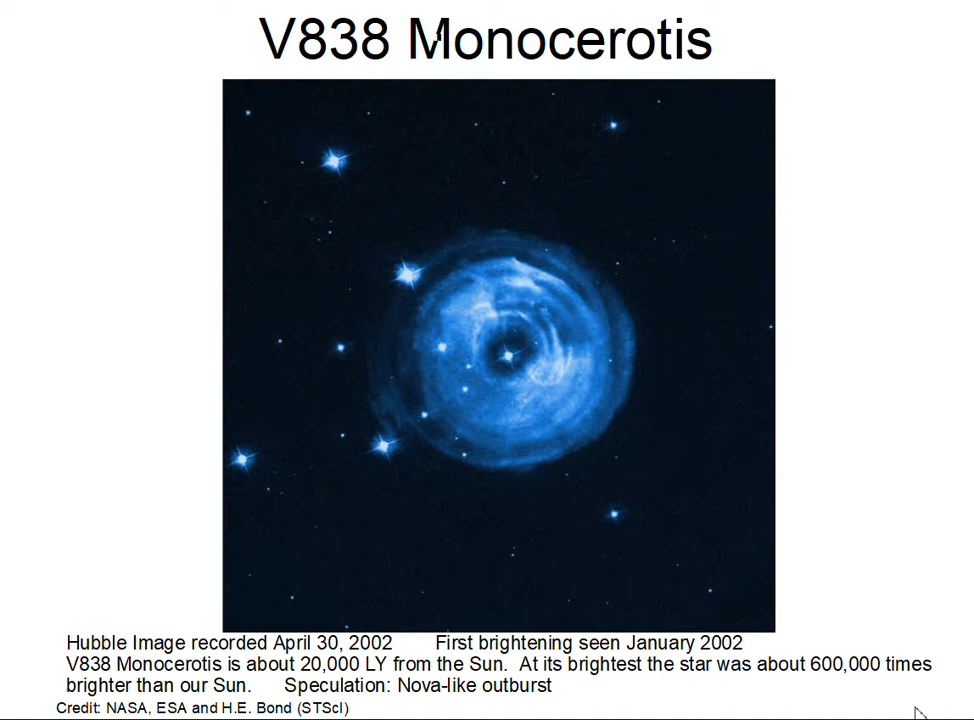 V838 Monocerotis
Hubble Image recorded April 30, 2002 First brightening seen January 2002
V838 Monocerotis is about 20,000 LY from the Sun. At its brightest the star was about 600,000 times
brighter than our Sun. Speculation: Nova-like outburst
Credit: NASA, ESA and H.E. Bond (STScI)